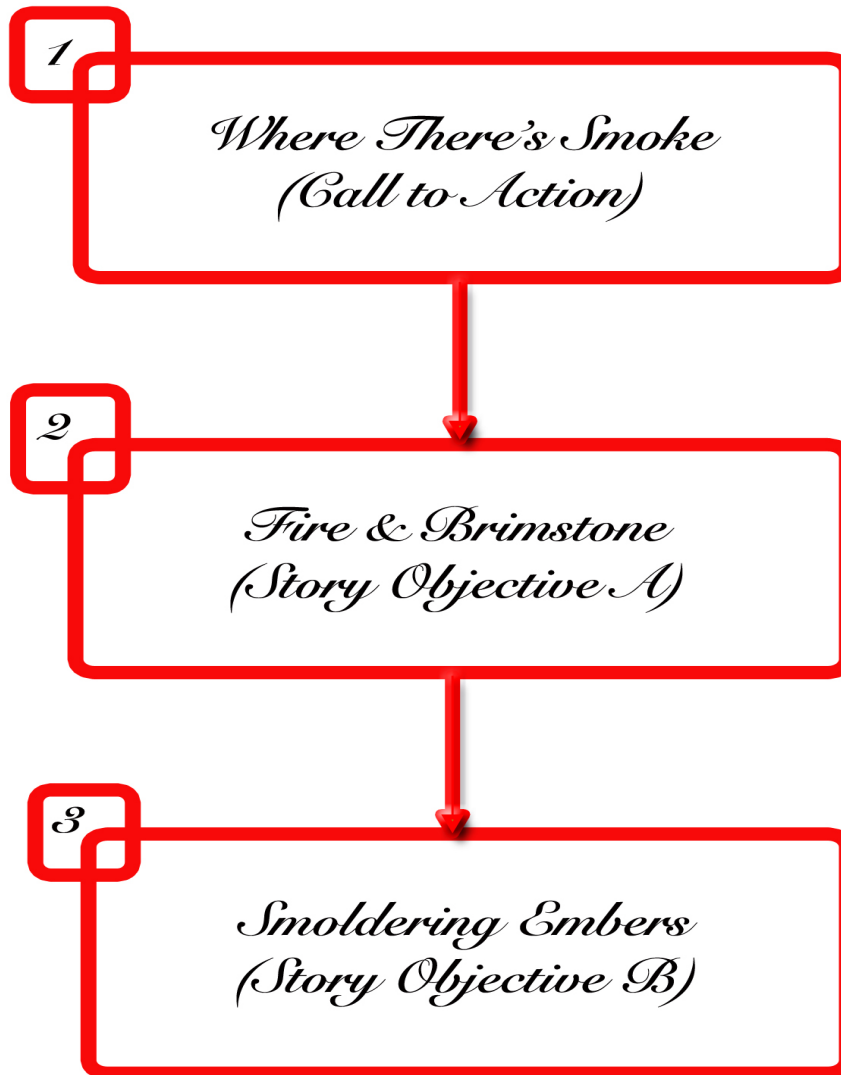 1
Where There's Smoke
(Call to Action)
2
Fire & Brimstone
(Story Objective A)
3
Smoldering Embers
(Story Objective B)